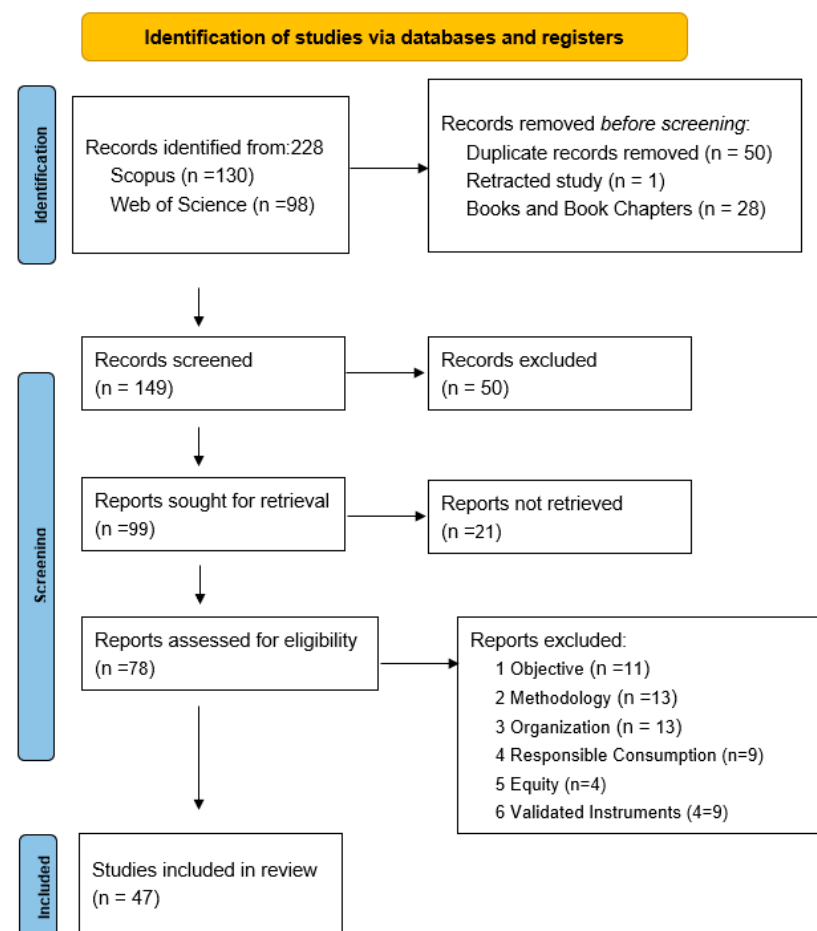 Identification of studies via databases and registers
Identification
Records identified from:228
Scopus (n =130)
Web of Science (n =98)
Records removed before screening:
Duplicate records removed (n = 50)
Retracted study (n = 1)
Books and Book Chapters (n = 28)
Screening
Records screened
(n = 149)
Records excluded
(n = 50)
Reports sought for retrieval
(n =99)
Reports not retrieved
(n =21)
Reports assessed for eligibility
(n =78)
Reports excluded:
1 Objective (n =11)
2 Methodology (n =13)
3 Organization (n = 13)
4 Responsible Consumption (n=9)
5 Equity (n=4)
6 Validated Instruments (4=9)
Included
Studies included in review
(n = 47)